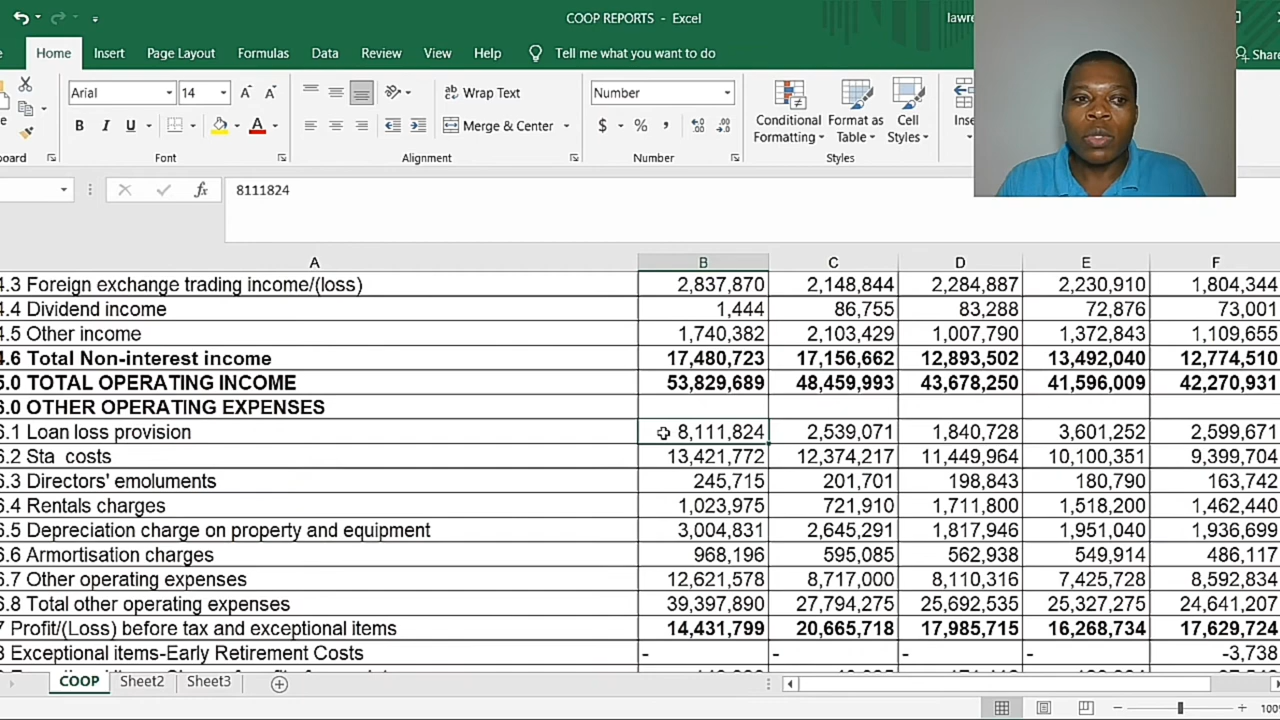 COOP REPORTS - Excel
lawre
Home Insert Page Layout Formulas Data Review View Help Tell me what you want to do Share
Arial 14 Wrap Text Number Conditional Formatting Format as Table Cell Styles Inse
B I U Merge & Center $ %
board Font Alignment Number Styles
fx 8111824
A B C D E F
4.3 Foreign exchange trading income/(loss) 2,837,870 2,148,844 2,284,887 2,230,910 1,804,344
4.4 Dividend income 1,444 86,755 83,288 72,876 73,001
4.5 Other income 1,740,382 2,103,429 1,007,790 1,372,843 1,109,655
4.6 Total Non-interest income 17,480,723 17,156,662 12,893,502 13,492,040 12,774,510
5.0 TOTAL OPERATING INCOME 53,829,689 48,459,993 43,678,250 41,596,009 42,270,931
6.0 OTHER OPERATING EXPENSES
6.1 Loan loss provision 8,111,824 2,539,071 1,840,728 3,601,252 2,599,671
6.2 Sta costs 13,421,772 12,374,217 11,449,964 10,100,351 9,399,704
6.3 Directors' emoluments 245,715 201,701 198,843 180,790 163,742
6.4 Rentals charges 1,023,975 721,910 1,711,800 1,518,200 1,462,440
6.5 Depreciation charge on property and equipment 3,004,831 2,645,291 1,817,946 1,951,040 1,936,699
6.6 Armortisation charges 968,196 595,085 562,938 549,914 486,117
6.7 Other operating expenses 12,621,578 8,717,000 8,110,316 7,425,728 8,592,834
6.8 Total other operating expenses 39,397,890 27,794,275 25,692,535 25,327,275 24,641,207
7 Profit/(Loss) before tax and exceptional items 14,431,799 20,665,718 17,985,715 16,268,734 17,629,724
8 Exceptional items-Early Retirement Costs - - - - -3,738
COOP Sheet2 Sheet3
100%